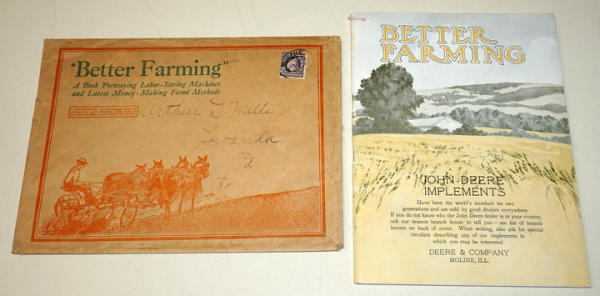 "Better Farming"
A Book Portraying Labor-Saving Machines
and Latest Money-Making Farm Methods
Arthur D Mills
Towanda
Pa
BETTER
FARMING
JOHN DEERE
IMPLEMENTS
Have been the world's standard for two
generations and are sold by good dealers everywhere.
If you do not know who the John Deere dealer is in your vicinity,
ask our nearest branch house to tell you—see list of branch
houses on back of cover. When writing, also ask for special
circulars describing any of our implements in
which you may be interested
DEERE & COMPANY
MOLINE, ILL.